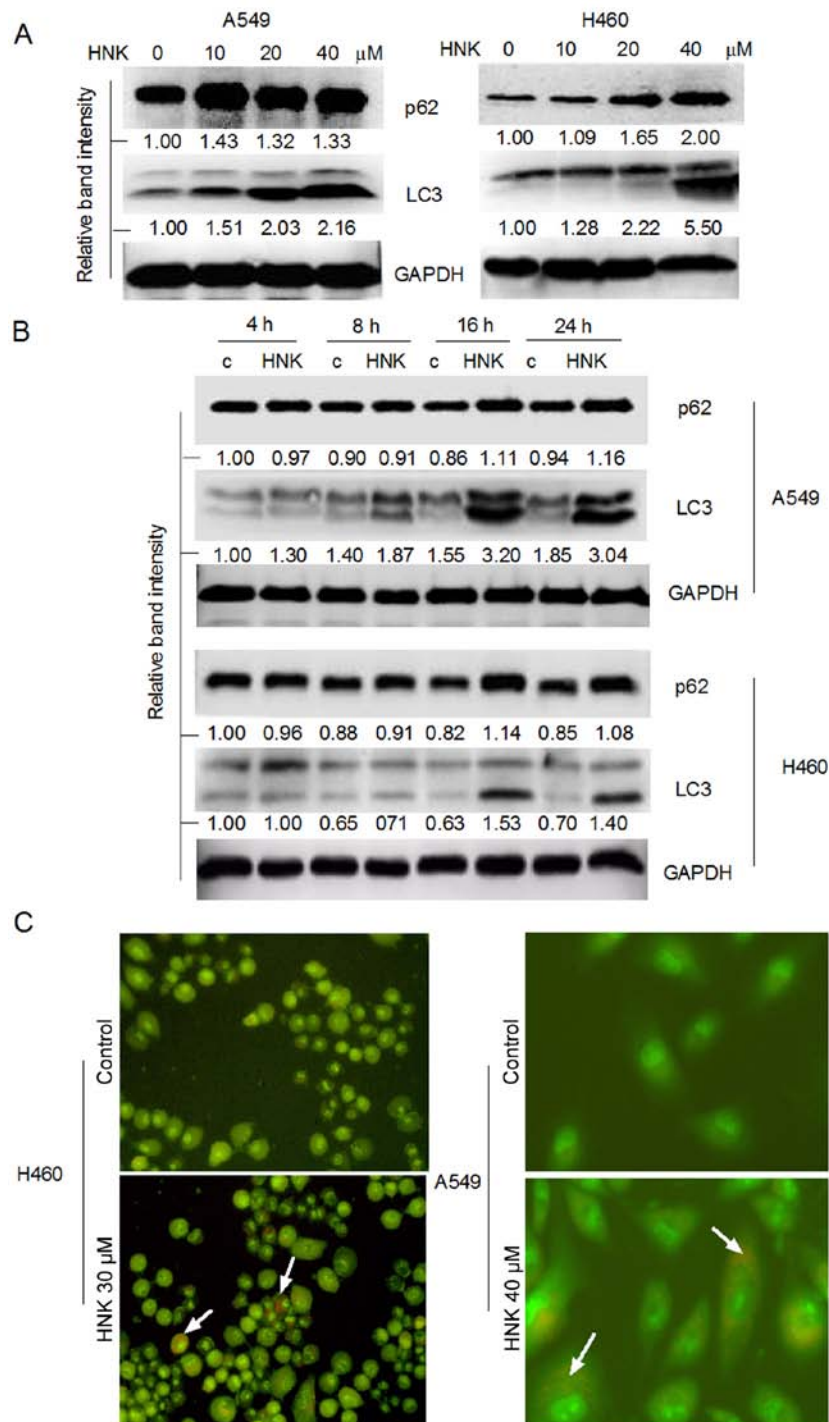 A
A549
H460
HNK 0 10 20 40 μM
HNK 0 10 20 40 μM
Relative band intensity
p62
1.00 1.43 1.32 1.33
1.00 1.09 1.65 2.00
LC3
1.00 1.51 2.03 2.16
1.00 1.28 2.22 5.50
GAPDH
B
4 h 8 h 16 h 24 h
c HNK c HNK c HNK c HNK
Relative band intensity
p62
1.00 0.97 0.90 0.91 0.86 1.11 0.94 1.16
LC3
A549
1.00 1.30 1.40 1.87 1.55 3.20 1.85 3.04
GAPDH
p62
1.00 0.96 0.88 0.91 0.82 1.14 0.85 1.08
LC3
H460
1.00 1.00 0.65 071 0.63 1.53 0.70 1.40
GAPDH
C
H460
Control
HNK 30 μM
A549
Control
HNK 40 μM